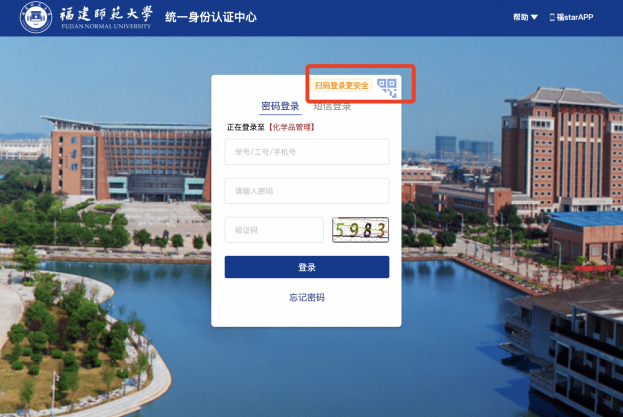 福建师范大学
FUJIAN NORMAL UNIVERSITY
统一身份认证中心
帮助
福starAPP
扫码登录更安全
密码登录 短信登录
正在登录至【化学品管理】
学号/工号/手机号
请输入密码
验证码
5983
登录
忘记密码